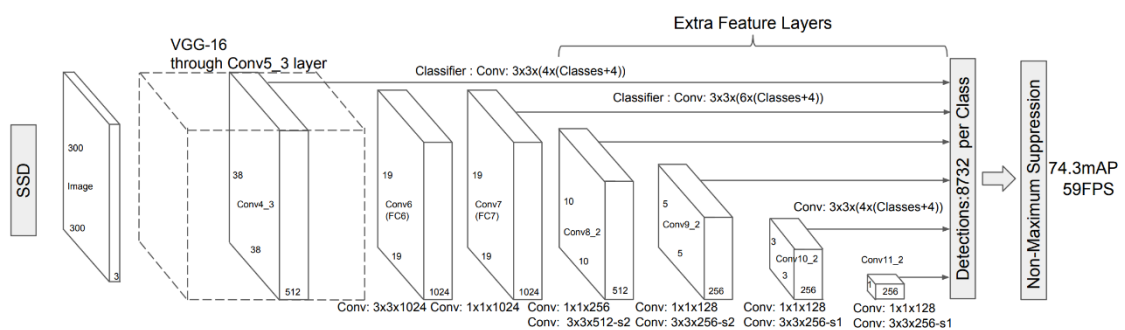 Extra Feature Layers
VGG-16
through Conv5_3 layer
Classifier : Conv: 3x3x(4x(Classes+4))
Classifier : Conv: 3x3x(6x(Classes+4))
SSD
300
Image
300
3
38
Conv4_3
38
512
19
Conv6
(FC6)
19
1024
19
Conv7
(FC7)
19
1024
10
Conv8_2
10
512
5
Conv9_2
5
256
Conv: 3x3x(4x(Classes+4))
3
Conv10_2
3
256
Conv11_2
1
256
Detections:8732 per Class
Non-Maximum Suppression
74.3mAP
59FPS
Conv: 3x3x1024
Conv: 1x1x1024
Conv: 1x1x256
Conv: 3x3x512-s2
Conv: 1x1x128
Conv: 3x3x256-s2
Conv: 1x1x128
Conv: 3x3x256-s1
Conv: 1x1x128
Conv: 3x3x256-s1